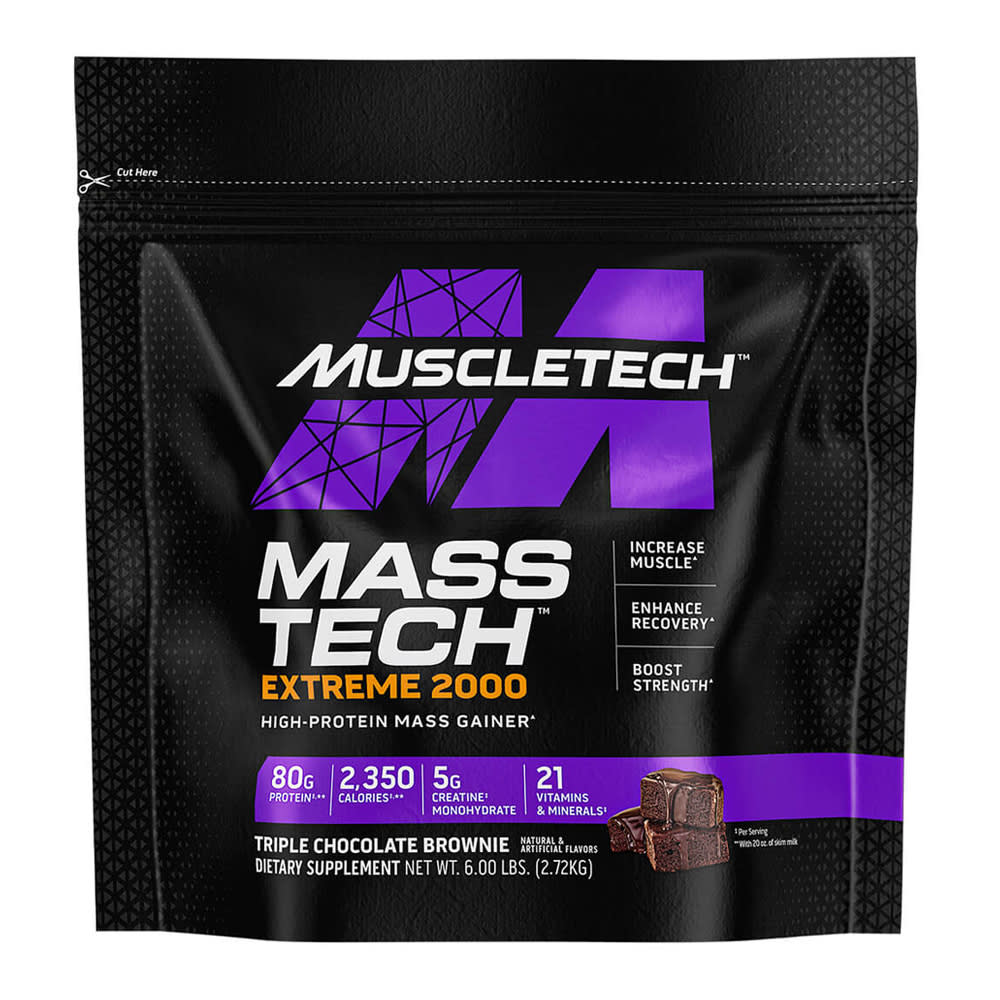 Cut Here
MUSCLETECH™
MASS
TECH™
EXTREME 2000
HIGH-PROTEIN MASS GAINER▲
INCREASE
MUSCLE▲
ENHANCE
RECOVERY▲
BOOST
STRENGTH▲
80G
PROTEIN‡,**
2,350
CALORIES‡,**
5G
CREATINE‡
MONOHYDRATE
21
VITAMINS
& MINERALS‡
‡ Per Serving
**With 20 oz. of skim milk
TRIPLE CHOCOLATE BROWNIE
NATURAL &
ARTIFICIAL FLAVORS
DIETARY SUPPLEMENT NET WT. 6.00 LBS. (2.72KG)